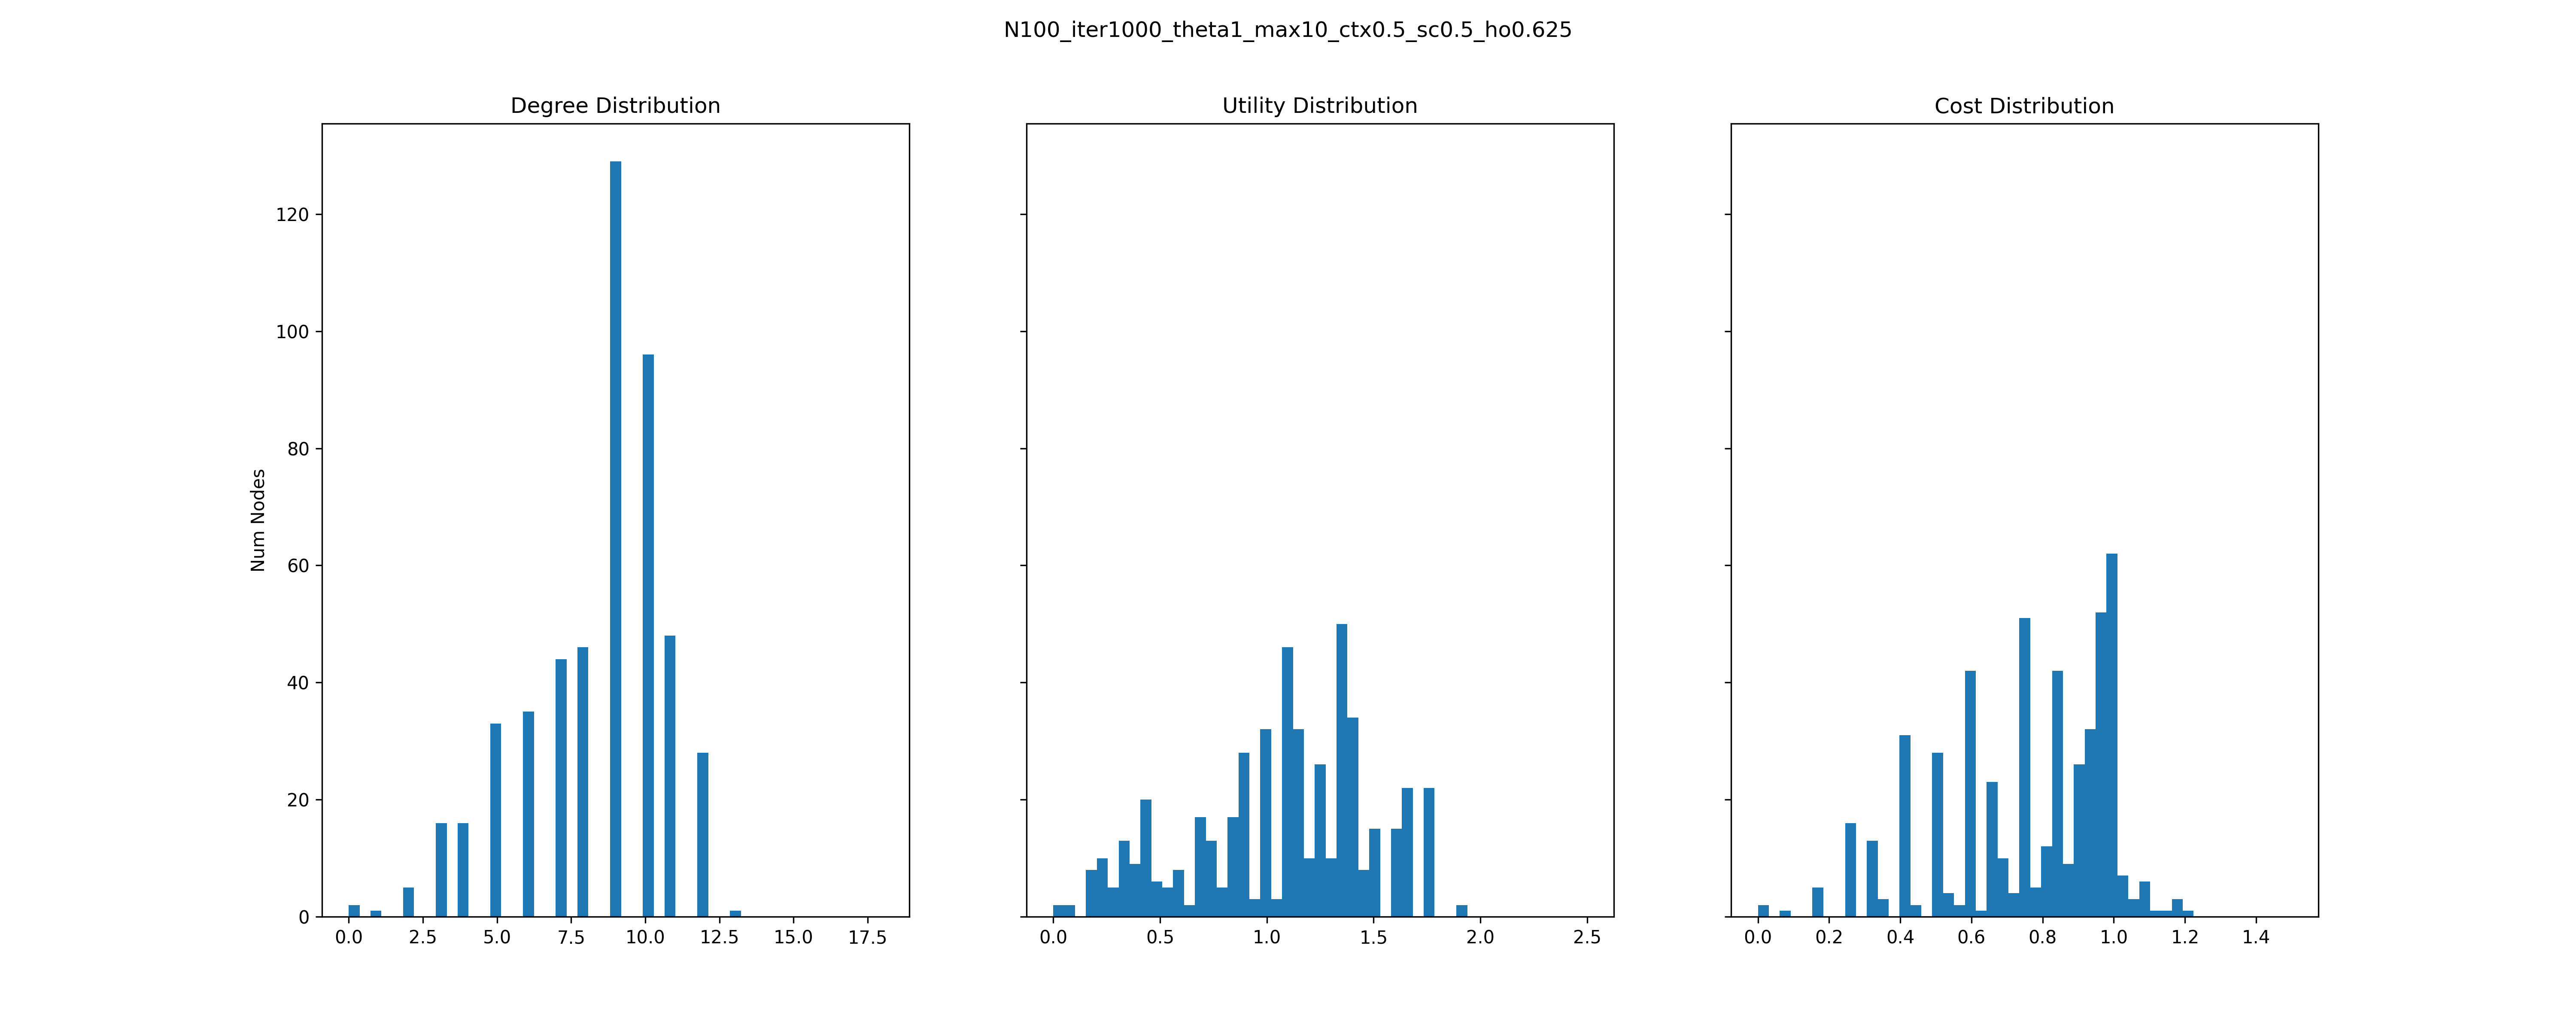 N100_iter1000_theta1_max10_ctx0.5_sc0.5_ho0.625
Degree Distribution
Num Nodes
120
100
80
60
40
20
0
0.0 2.5 5.0 7.5 10.0 12.5 15.0 17.5
Utility Distribution
0.0 0.5 1.0 1.5 2.0 2.5
Cost Distribution
0.0 0.2 0.4 0.6 0.8 1.0 1.2 1.4